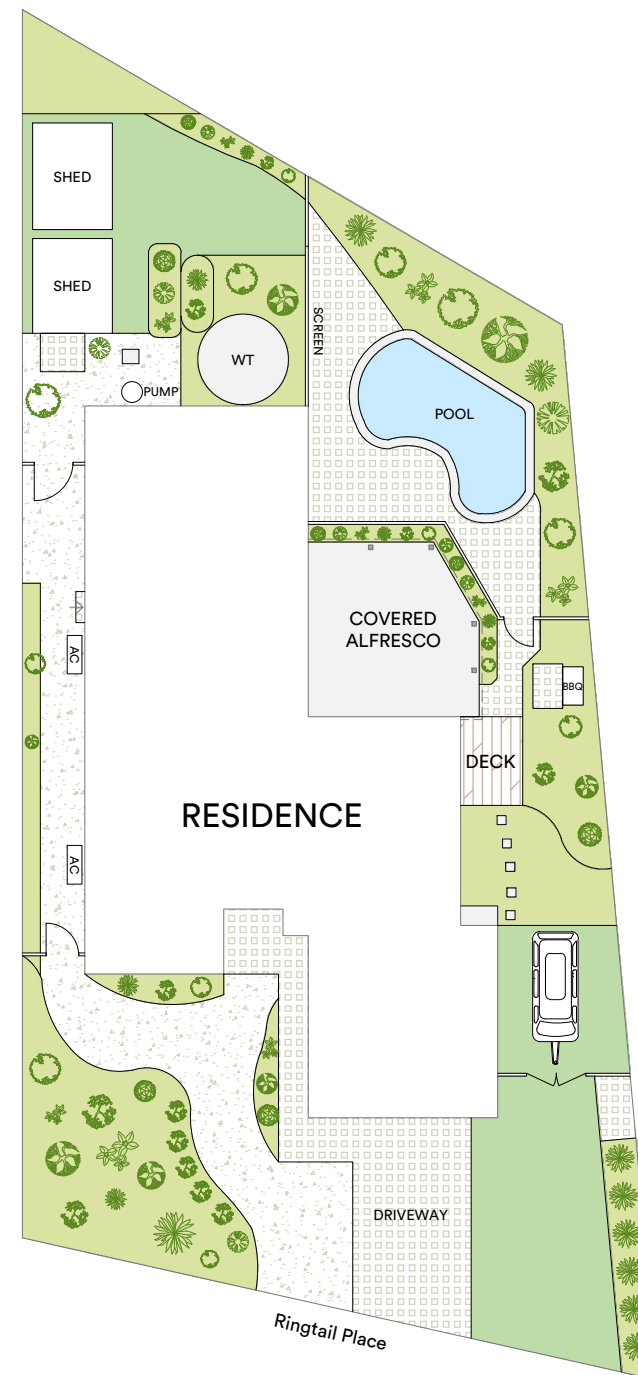 SHED
SHED
SCREEN
WT
PUMP
POOL
COVERED
ALFRESCO
AC
BBQ
DECK
RESIDENCE
AC
DRIVEWAY
Ringtail Place